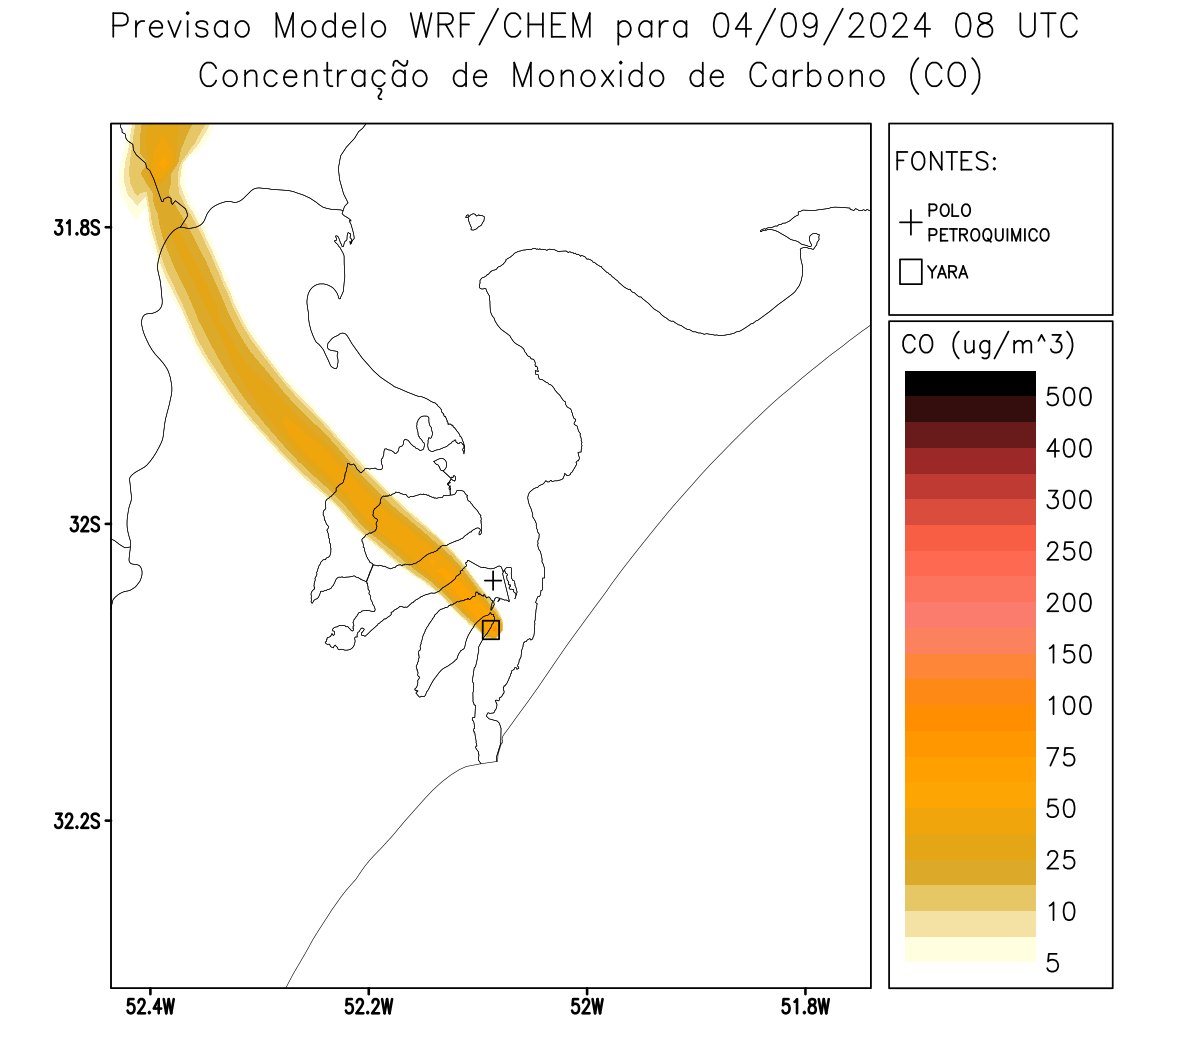 Previsao Modelo WRF/CHEM para 04/09/2024 08 UTC
Concentração de Monoxido de Carbono (CO)
FONTES:
POLO
PETROQUIMICO
YARA
CO (ug/m^3)
500
400
300
250
200
150
100
75
50
25
10
5
31.8S
32S
32.2S
52.4W
52.2W
52W
51.8W